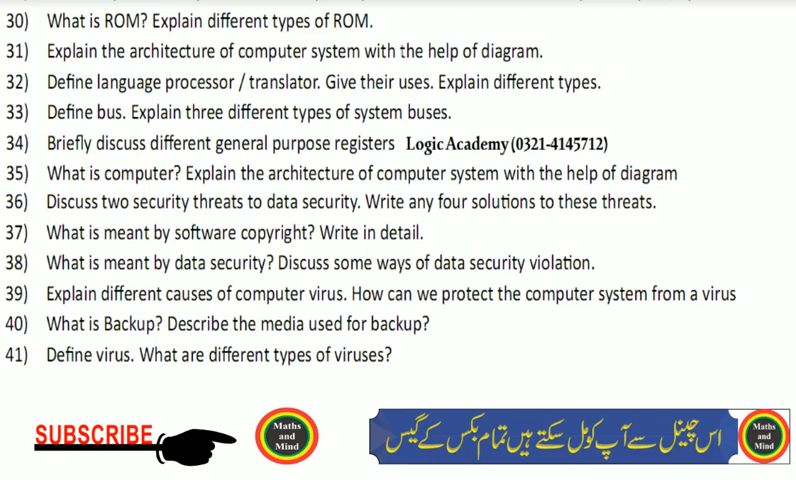 30) What is ROM? Explain different types of ROM.
31) Explain the architecture of computer system with the help of diagram.
32) Define language processor / translator. Give their uses. Explain different types.
33) Define bus. Explain three different types of system buses.
34) Briefly discuss different general purpose registers Logic Academy (0321-4145712)
35) What is computer? Explain the architecture of computer system with the help of diagram
36) Discuss two security threats to data security. Write any four solutions to these threats.
37) What is meant by software copyright? Write in detail.
38) What is meant by data security? Discuss some ways of data security violation.
39) Explain different causes of computer virus. How can we protect the computer system from a virus
40) What is Backup? Describe the media used for backup?
41) Define virus. What are different types of viruses?
SUBSCRIBE
Maths
and
Mind
اس چینل سے آپ کو مل سکتے ہیں تمام بکس کے گیس
Maths
and
Mind